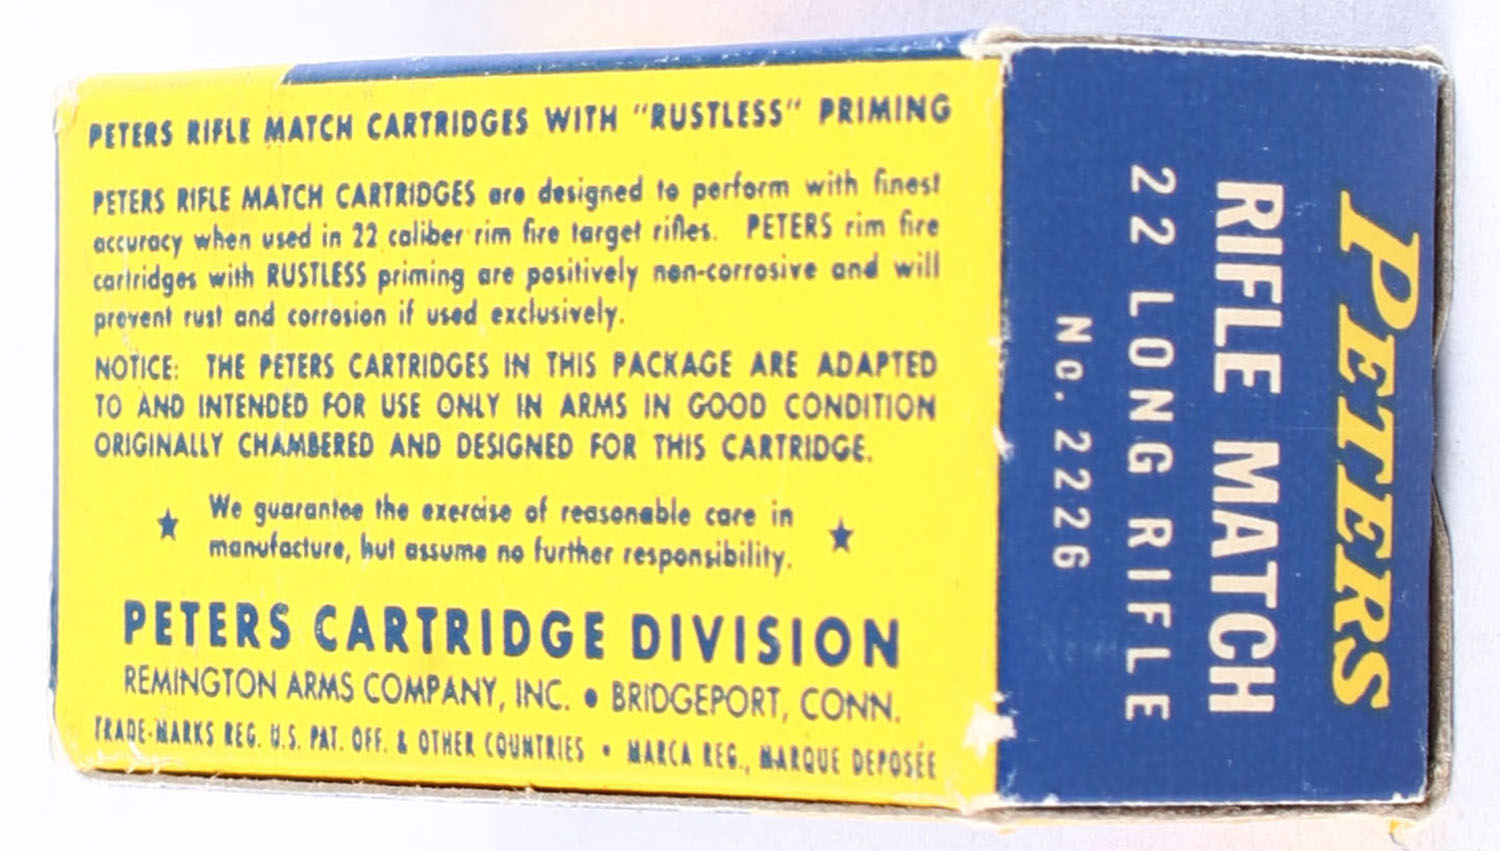 PETERS RIFLE MATCH CARTRIDGES WITH "RUSTLESS" PRIMING
PETERS RIFLE MATCH CARTRIDGES are designed to perform with finest
accuracy when used in 22 caliber rim fire target rifles. PETERS rim fire
cartridges with RUSTLESS priming are positively non-corrosive and will
prevent rust and corrosion if used exclusively.
NOTICE: THE PETERS CARTRIDGES IN THIS PACKAGE ARE ADAPTED
TO AND INTENDED FOR USE ONLY IN ARMS IN GOOD CONDITION
ORIGINALLY CHAMBERED AND DESIGNED FOR THIS CARTRIDGE.
★ We guarantee the exercise of reasonable care in ★
manufacture, but assume no further responsibility.
PETERS CARTRIDGE DIVISION
REMINGTON ARMS COMPANY, INC. • BRIDGEPORT, CONN.
TRADE-MARKS REG. U.S. PAT. OFF. & OTHER COUNTRIES • MARCA REG., MARQUE DEPOSÉE
PETERS
RIFLE MATCH
22 LONG RIFLE
No. 2226